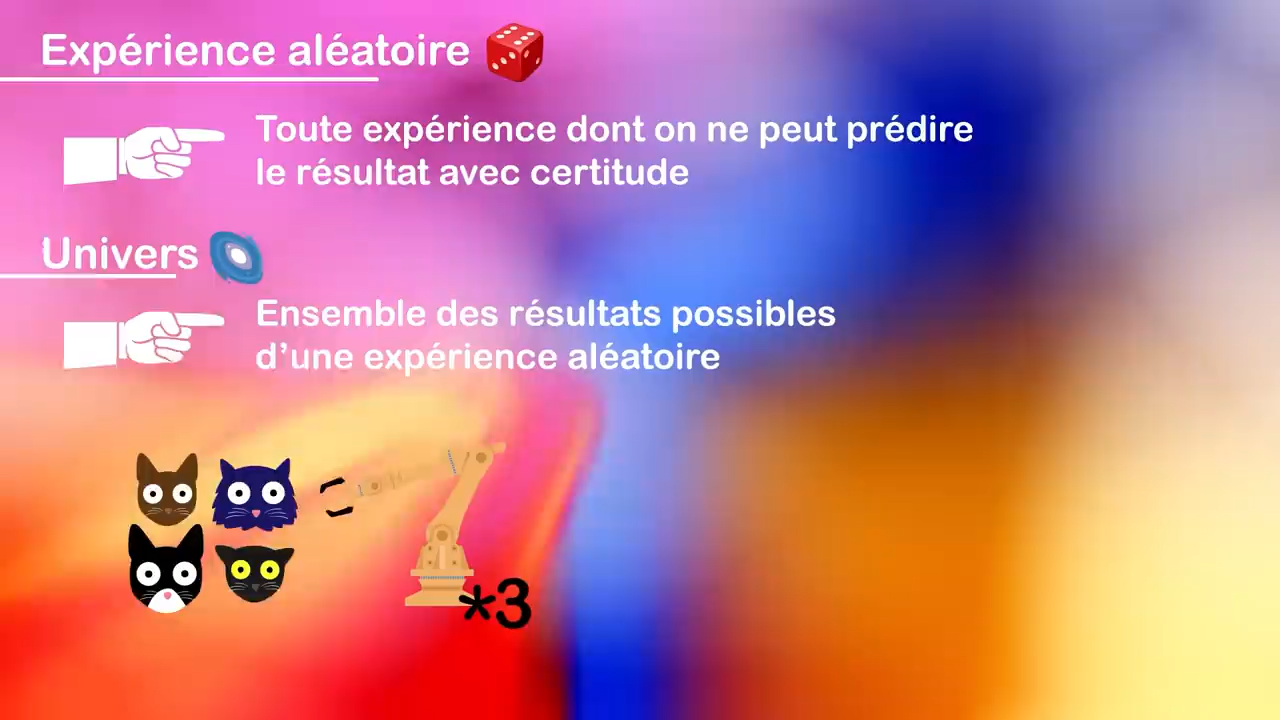 Expérience aléatoire
Toute expérience dont on ne peut prédire
le résultat avec certitude
Univers
Ensemble des résultats possibles
d’une expérience aléatoire
*3